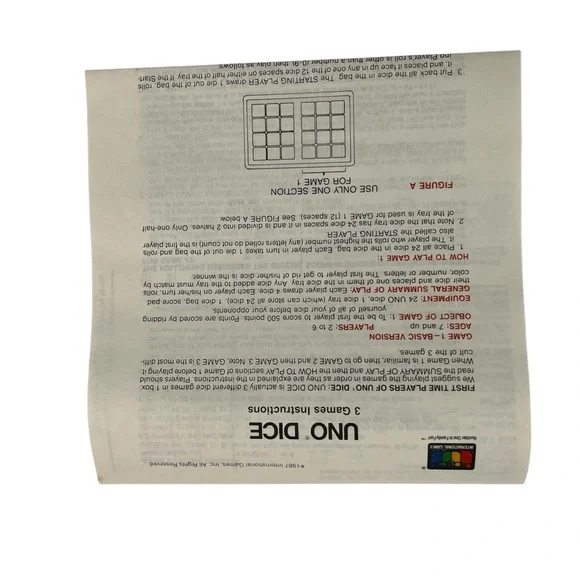 ©1987 International Games, Inc. All Rights Reserved
INTERNATIONAL GAMES
Number One In Family Fun!
UNO® DICE
3 Games Instructions
FIRST TIME PLAYERS OF UNO® DICE: UNO DICE is actually 3 different dice games in 1 box.
We suggest playing the games in order as they are explained in the instructions. Players should
read the SUMMARY OF PLAY and then the HOW TO PLAY sections of Game 1 before playing it.
When Game 1 is familiar, then go to GAME 2 and then GAME 3. Note, GAME 3 is the most diffi-
cult of the 3 games.
GAME 1—BASIC VERSION
AGES: 7 and up PLAYERS: 2 to 6
OBJECT OF GAME 1: To be the first player to score 500 points. Points are scored by ridding
yourself of all of your dice before your opponents.
EQUIPMENT: 24 UNO dice, 1 dice tray (which can store all 24 dice), 1 dice bag, score pad
GENERAL SUMMARY OF PLAY: Each player draws 4 dice. Each player on his/her turn, rolls
their dice and places one of them in the dice tray. Any dice added to the tray must match by
color, number or letters. The first player to get rid of his/her dice is the winner.
HOW TO PLAY GAME 1:
1. Place all 24 dice in the dice bag. Each player in turn takes 1 die out of the bag and rolls
it. The player who rolls the highest number (any letters rolled do not count) is the first player
also called the STARTING PLAYER.
2. Note that the dice tray has 24 dice spaces in it and is divided into 2 halves. Only one half
of the tray is used for GAME 1 (12 spaces). See FIGURE A below.
FIGURE A
USE ONLY ONE SECTION
FOR GAME 1
3. Put back all the dice in the bag. The STARTING PLAYER draws 1 die out of the bag, rolls
it, and places it face up in any one of the 12 dice spaces on either half of the tray. If the Start-
ing Player's roll is other than a number (0-9), then play as follows: